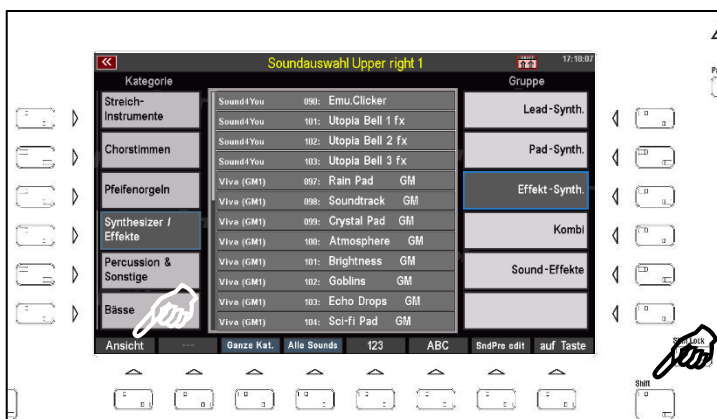 Soundauswahl Upper right 1
SHIFT
17:18:07
Kategorie
Gruppe
Streich-
Instrumente
Chorstimmen
Pfeifenorgeln
Synthesizer /
Effekte
Percussion &
Sonstige
Bässe
Sound4You 090: Emu.Clicker
Sound4You 101: Utopia Bell 1 fx
Sound4You 102: Utopia Bell 2 fx
Sound4You 103: Utopia Bell 3 fx
Viva (GM1) 097: Rain Pad GM
Viva (GM1) 098: Soundtrack GM
Viva (GM1) 099: Crystal Pad GM
Viva (GM1) 100: Atmosphere GM
Viva (GM1) 101: Brightness GM
Viva (GM1) 102: Goblins GM
Viva (GM1) 103: Echo Drops GM
Viva (GM1) 104: Sci-fi Pad GM
Lead-Synth.
Pad-Synth.
Effekt-Synth.
Kombi
Sound-Effekte
Ansicht --- Ganze Kat. Alle Sounds 123 ABC SndPre edit auf Taste
Lock
Shift